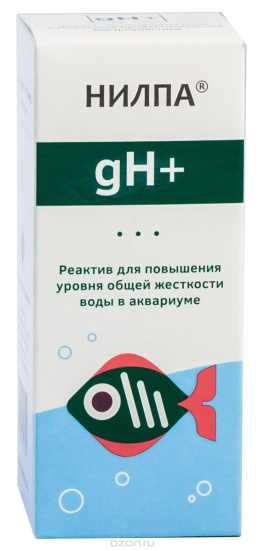 НИЛПА®
gH+
Реактив для повышения
уровня общей жесткости
воды в аквариуме
ozon.ru